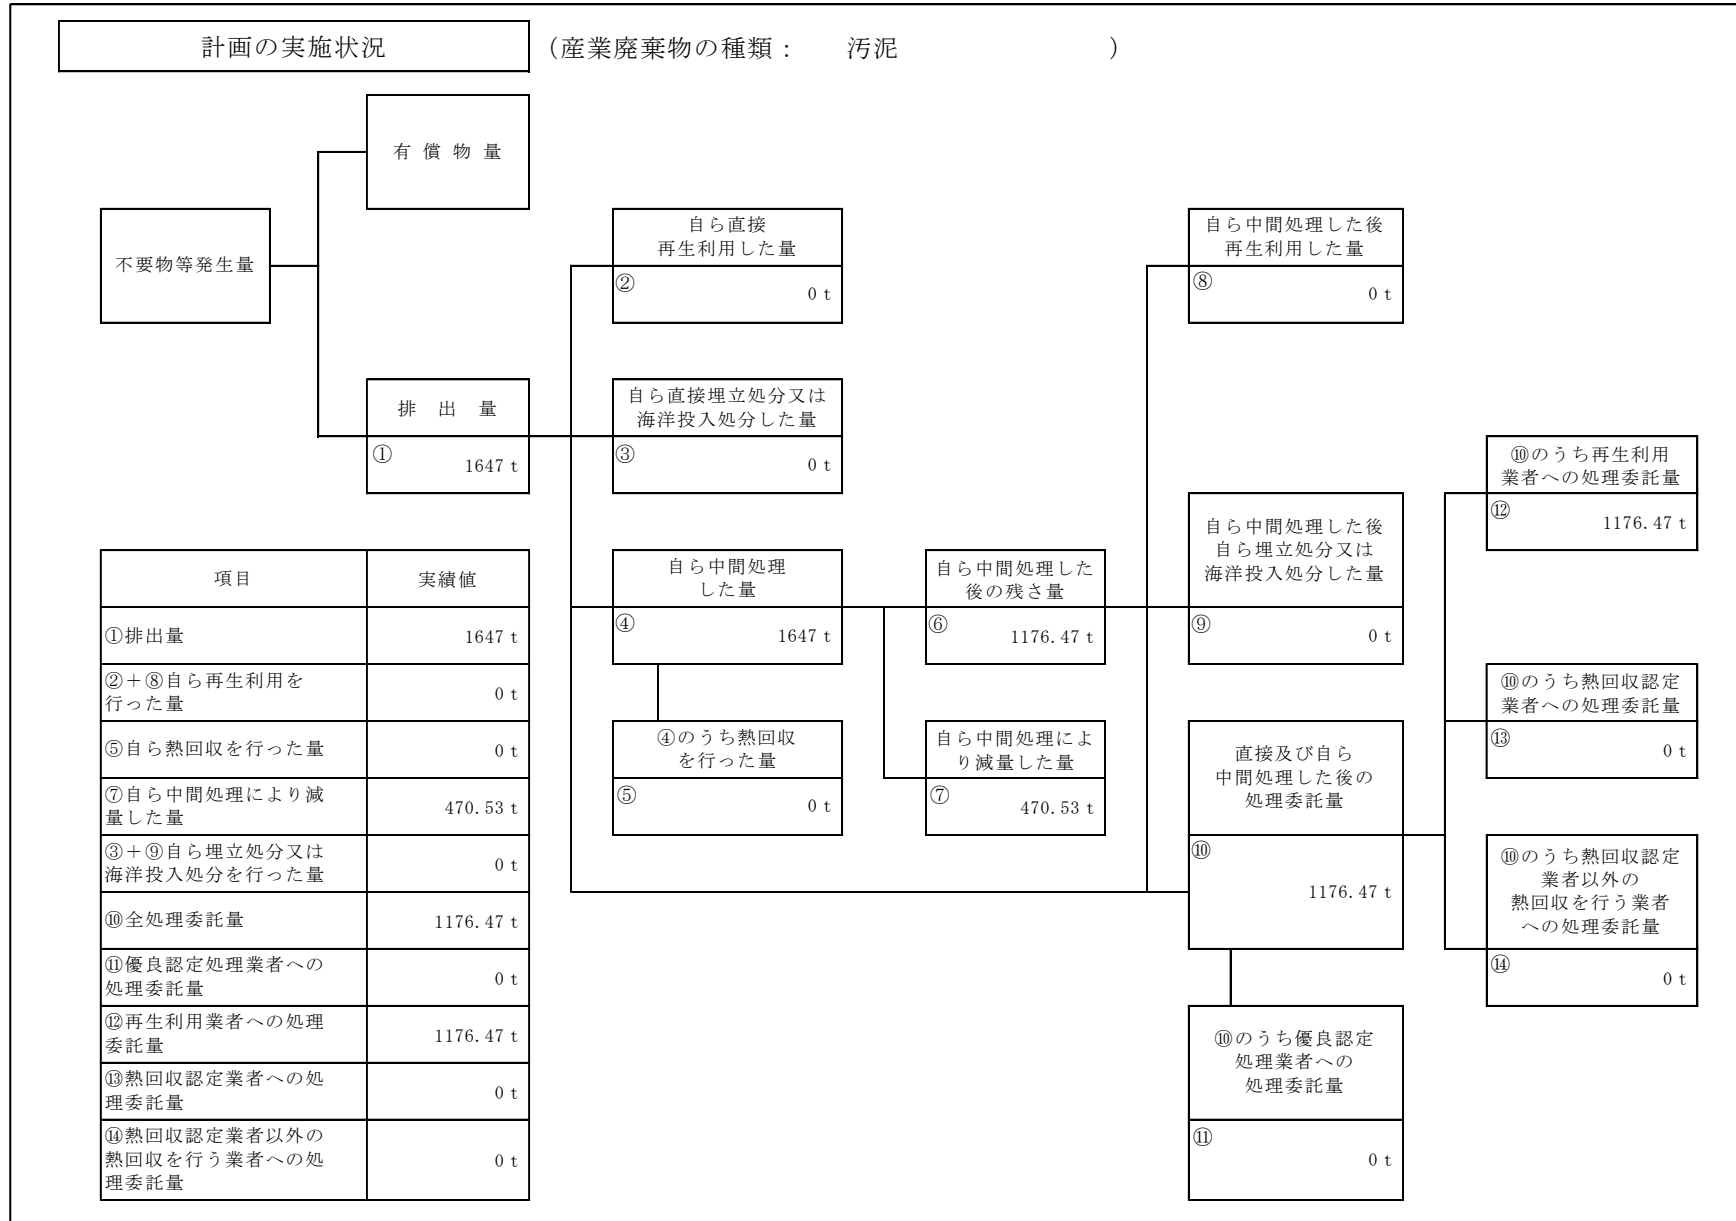 計画の実施状況
（産業廃棄物の種類： 汚泥 ）
有償物量
不要物等発生量
排出量
① 1647 t
自ら直接
再生利用した量
② 0 t
自ら直接埋立処分又は
海洋投入処分した量
③ 0 t
自ら中間処理
した量
④ 1647 t
④のうち熱回収
を行った量
⑤ 0 t
自ら中間処理した
後の残さ量
⑥ 1176.47 t
自ら中間処理によ
り減量した量
⑦ 470.53 t
自ら中間処理した後
再生利用した量
⑧ 0 t
自ら中間処理した後
自ら埋立処分又は
海洋投入処分した量
⑨ 0 t
直接及び自ら
中間処理した後の
処理委託量
⑩
1176.47 t
⑩のうち優良認定
処理業者への
処理委託量
⑪
0 t
⑩のうち再生利用
業者への処理委託量
⑫ 1176.47 t
⑩のうち熱回収認定
業者への処理委託量
⑬ 0 t
⑩のうち熱回収認定
業者以外の
熱回収を行う業者
への処理委託量
⑭ 0 t
項目 実績値
①排出量 1647 t
②＋⑧自ら再生利用を
行った量 0 t
⑤自ら熱回収を行った量 0 t
⑦自ら中間処理により減
量した量 470.53 t
③＋⑨自ら埋立処分又は
海洋投入処分を行った量 0 t
⑩全処理委託量 1176.47 t
⑪優良認定処理業者への
処理委託量 0 t
⑫再生利用業者への処理
委託量 1176.47 t
⑬熱回収認定業者への処
理委託量 0 t
⑭熱回収認定業者以外の
熱回収を行う業者への処
理委託量 0 t